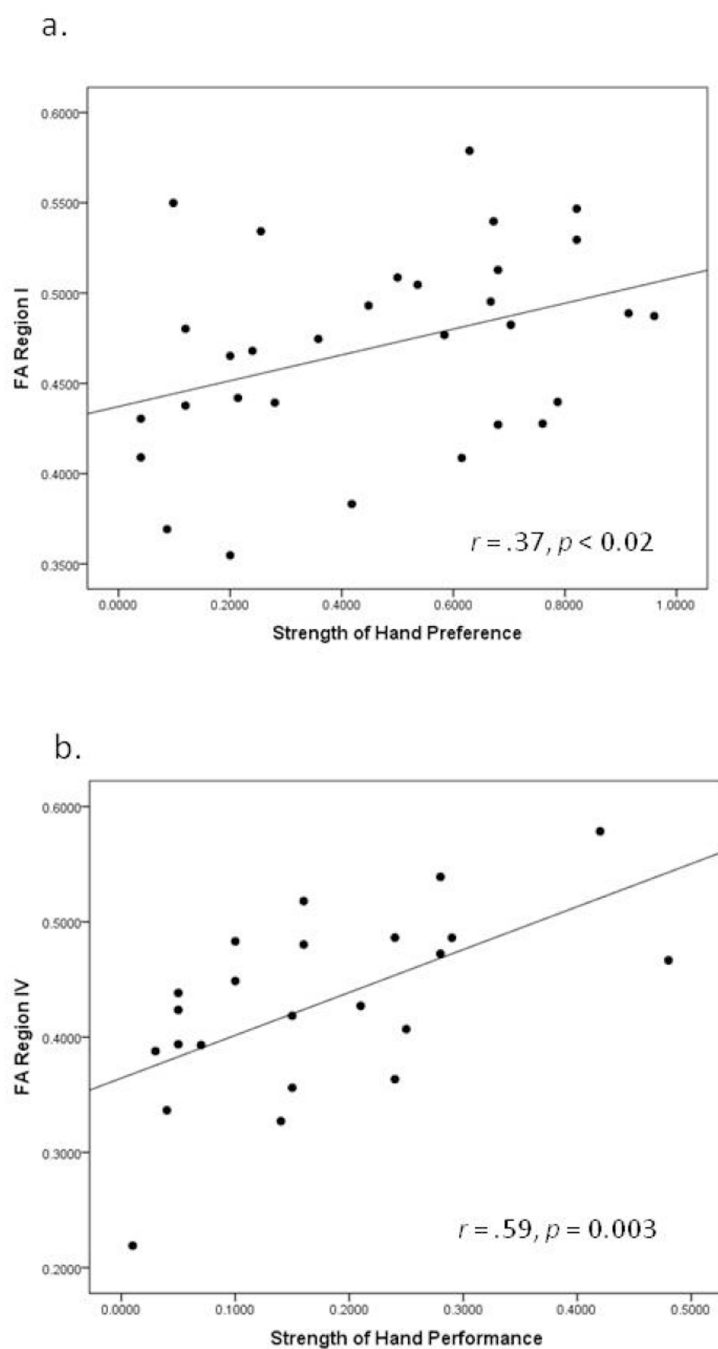 a.
0.6000
0.5500
0.5000
0.4500
0.4000
0.3500
FA Region I
r = .37, p < 0.02
0.0000 0.2000 0.4000 0.6000 0.8000 1.0000
Strength of Hand Preference
b.
0.6000
0.5000
0.4000
0.3000
0.2000
FA Region IV
r = .59, p = 0.003
0.0000 0.1000 0.2000 0.3000 0.4000 0.5000
Strength of Hand Performance